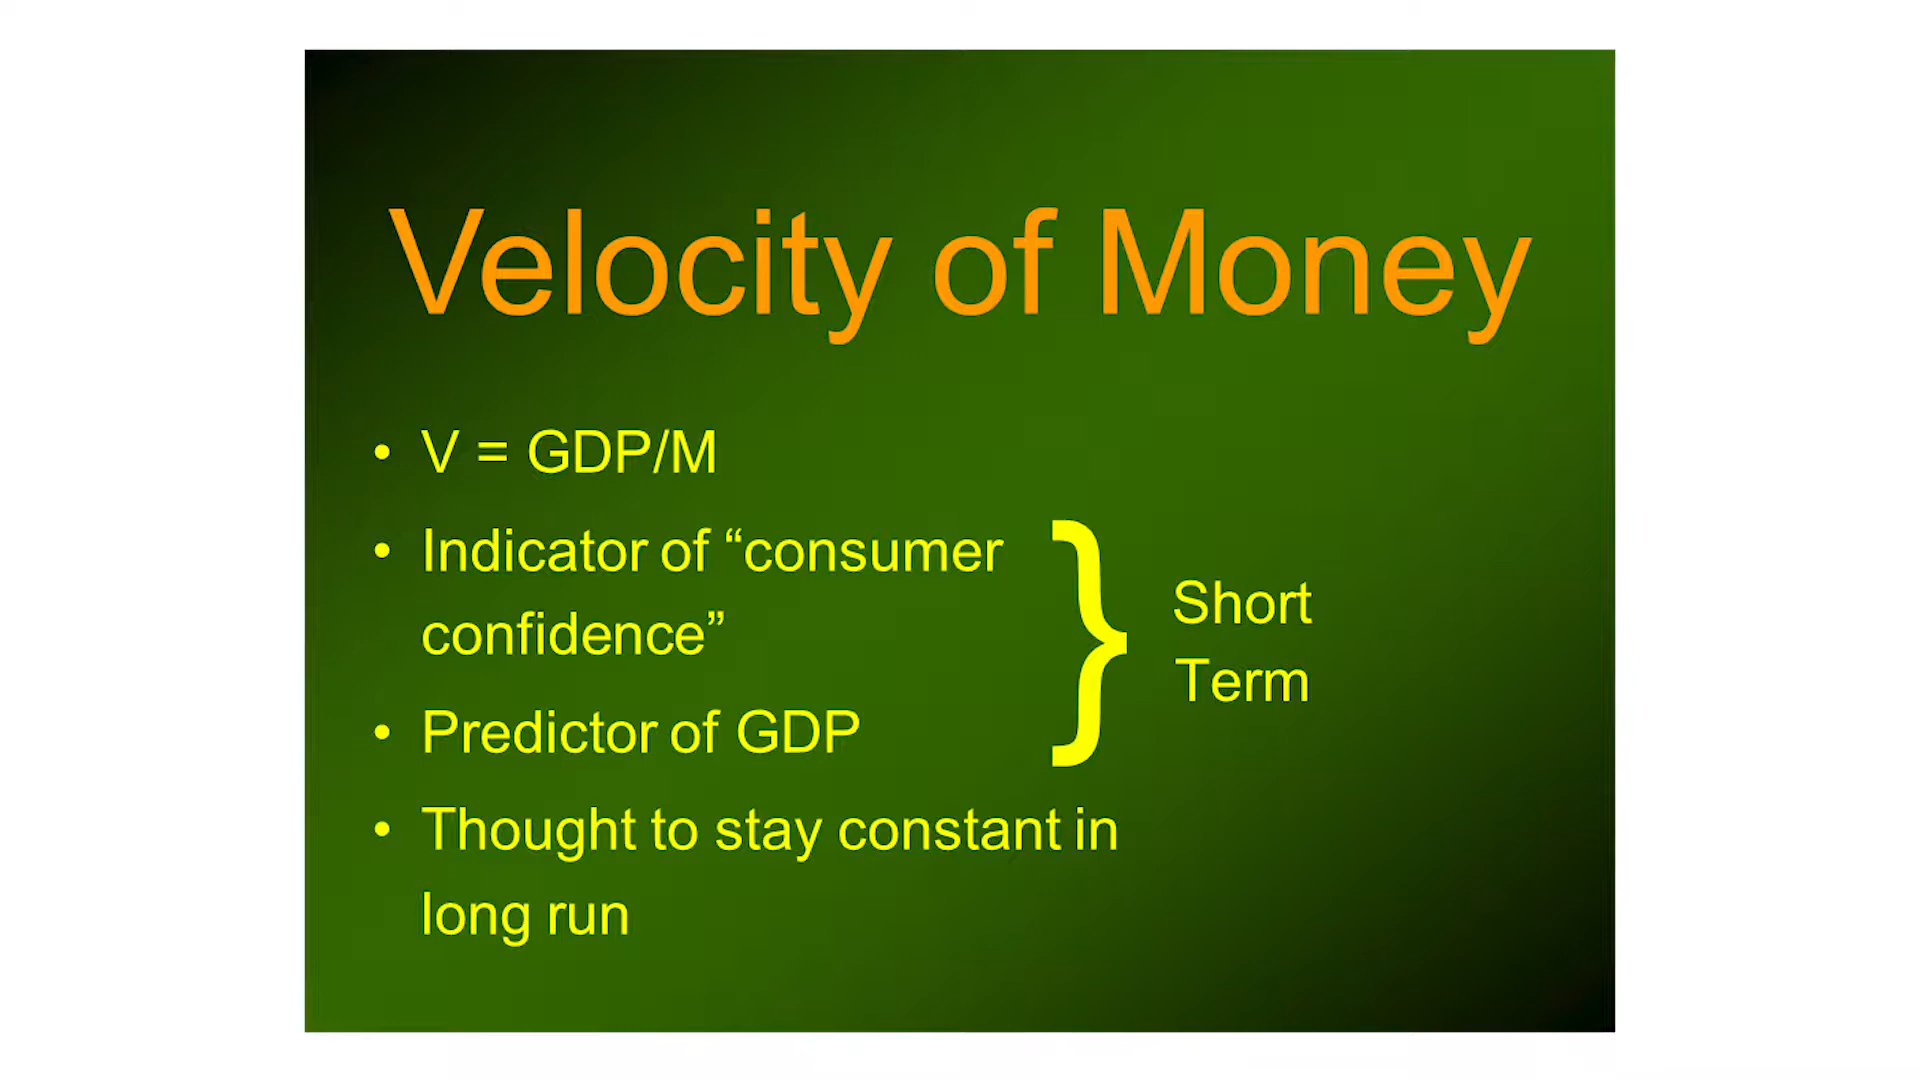 Velocity of Money
• V = GDP/M
• Indicator of “consumer
confidence”
• Predictor of GDP
} Short
Term
• Thought to stay constant in
long run